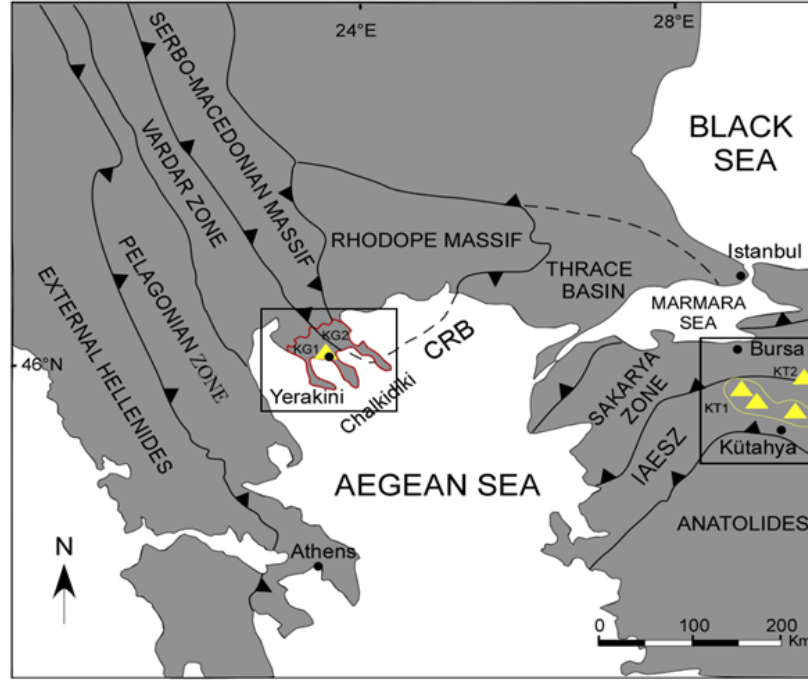 24°E
28°E
SERBO-MACEDONIAN MASSIF
VARDAR ZONE
BLACK
SEA
RHODOPE MASSIF
PELAGONIAN ZONE
Istanbul
THRACE
BASIN
EXTERNAL HELLENIDES
MARMARA
SEA
KG2
KG1
CRB
46°N
Bursa
KT2
Yerakini
Chalkidiki
SAKARYA
ZONE
KT1
Kütahya
IAESZ
AEGEAN SEA
ANATOLIDES
N
Athens
0
100
200
Km